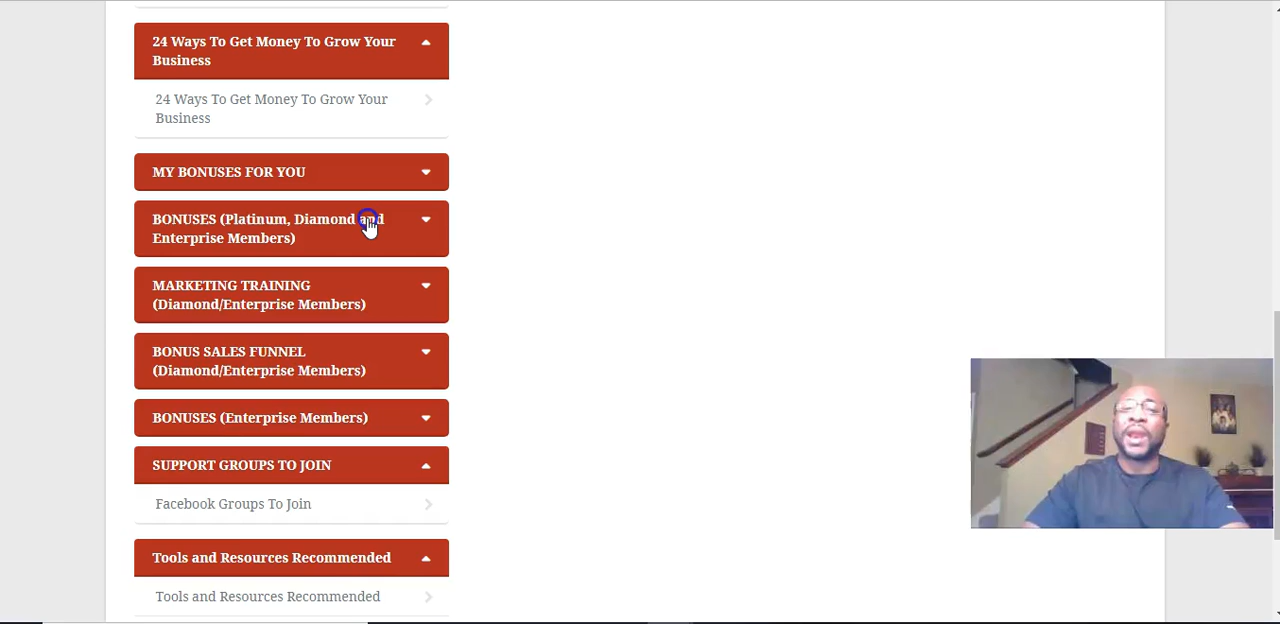 24 Ways To Get Money To Grow Your
Business
24 Ways To Get Money To Grow Your
Business
MY BONUSES FOR YOU
BONUSES (Platinum, Diamond and
Enterprise Members)
MARKETING TRAINING
(Diamond/Enterprise Members)
BONUS SALES FUNNEL
(Diamond/Enterprise Members)
BONUSES (Enterprise Members)
SUPPORT GROUPS TO JOIN
Facebook Groups To Join
Tools and Resources Recommended
Tools and Resources Recommended